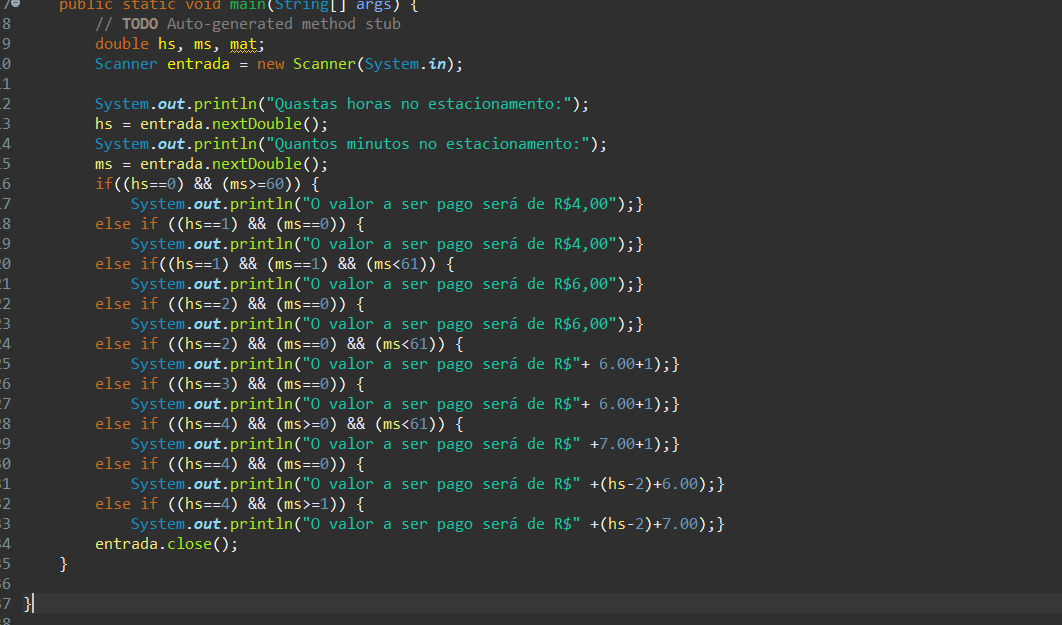 7 public static void main(String[] args) {
8 // TODO Auto-generated method stub
9 double hs, ms, mat;
.0 Scanner entrada = new Scanner(System.in);
.1
.2 System.out.println("Quastas horas no estacionamento:");
.3 hs = entrada.nextDouble();
.4 System.out.println("Quantos minutos no estacionamento:");
.5 ms = entrada.nextDouble();
.6 if((hs==0) && (ms>=60)) {
.7 System.out.println("O valor a ser pago será de R$4,00");}
.8 else if ((hs==1) && (ms==0)) {
.9 System.out.println("O valor a ser pago será de R$4,00");}
20 else if((hs==1) && (ms==1) && (ms<61)) {
21 System.out.println("O valor a ser pago será de R$6,00");}
22 else if ((hs==2) && (ms==0)) {
23 System.out.println("O valor a ser pago será de R$6,00");}
24 else if ((hs==2) && (ms==0) && (ms<61)) {
25 System.out.println("O valor a ser pago será de R$"+ 6.00+1);}
26 else if ((hs==3) && (ms==0)) {
27 System.out.println("O valor a ser pago será de R$"+ 6.00+1);}
28 else if ((hs==4) && (ms>=0) && (ms<61)) {
29 System.out.println("O valor a ser pago será de R$" +7.00+1);}
30 else if ((hs==4) && (ms==0)) {
31 System.out.println("O valor a ser pago será de R$" +(hs-2)+6.00);}
32 else if ((hs==4) && (ms>=1)) {
33 System.out.println("O valor a ser pago será de R$" +(hs-2)+7.00);}
34 entrada.close();
35 }
36
37 }
38